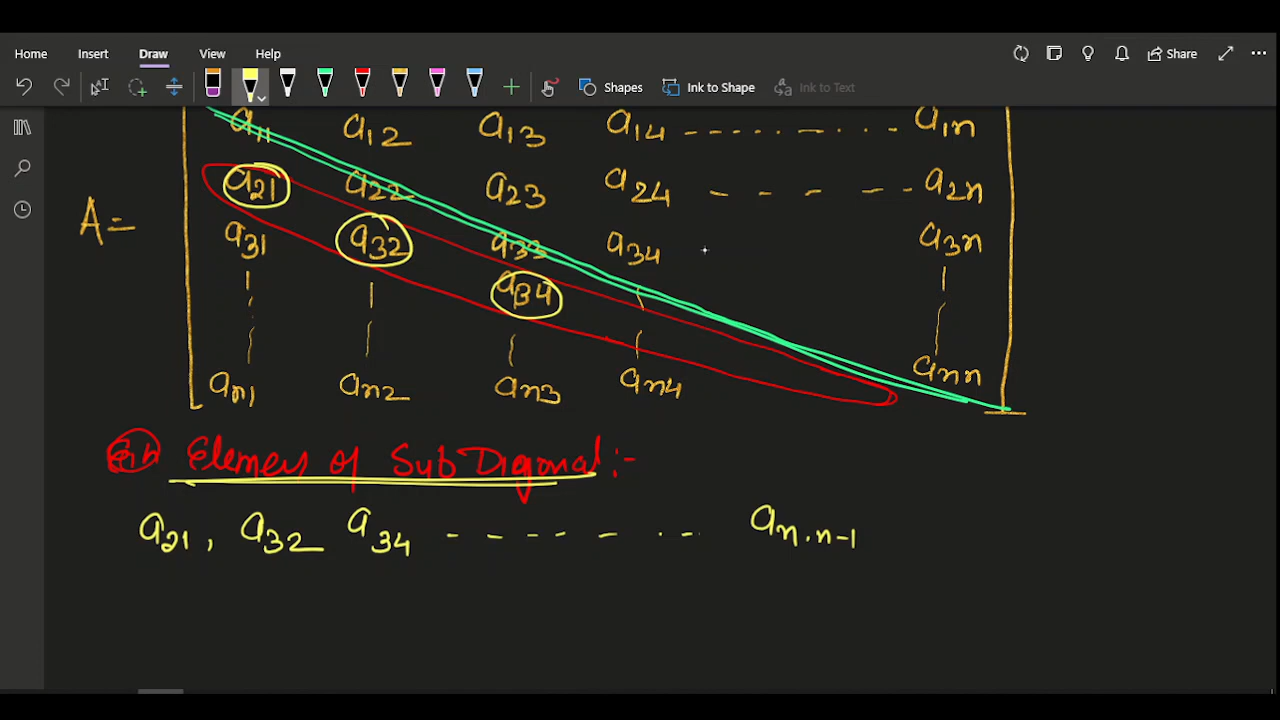 Home Insert Draw View Help Share
Shapes Ink to Shape Ink to Text
a11 a12 a13 a14 - - - - - - - - - a1n
a21 a22 a23 a24 - - - - - - a2n
A=
a31 a32 a33 a34 a3n
a34
an1 an2 an3 an4 ann
Elemens of Sub Digonal :-
a21 , a32 a34 - - - - - - - - - an.n-1